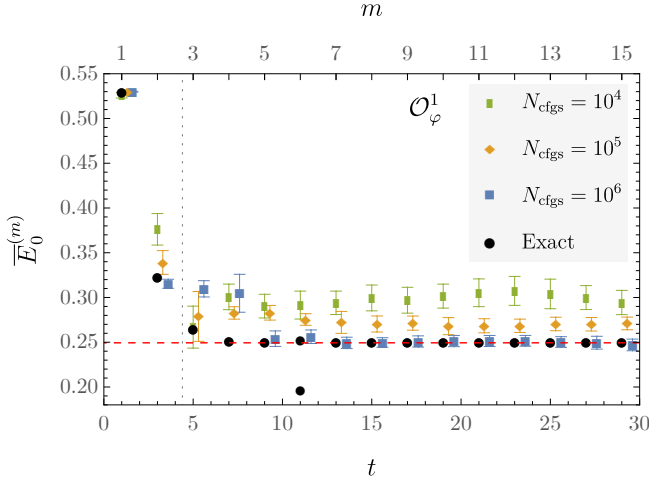 m
1 3 5 7 9 11 13 15
0.55
0.50
0.45
0.40
0.35
0.30
0.25
0.20
E̅₀⁽ᵐ⁾
𝒪¹_φ
N_cfgs = 10⁴
N_cfgs = 10⁵
N_cfgs = 10⁶
Exact
0 5 10 15 20 25 30
t